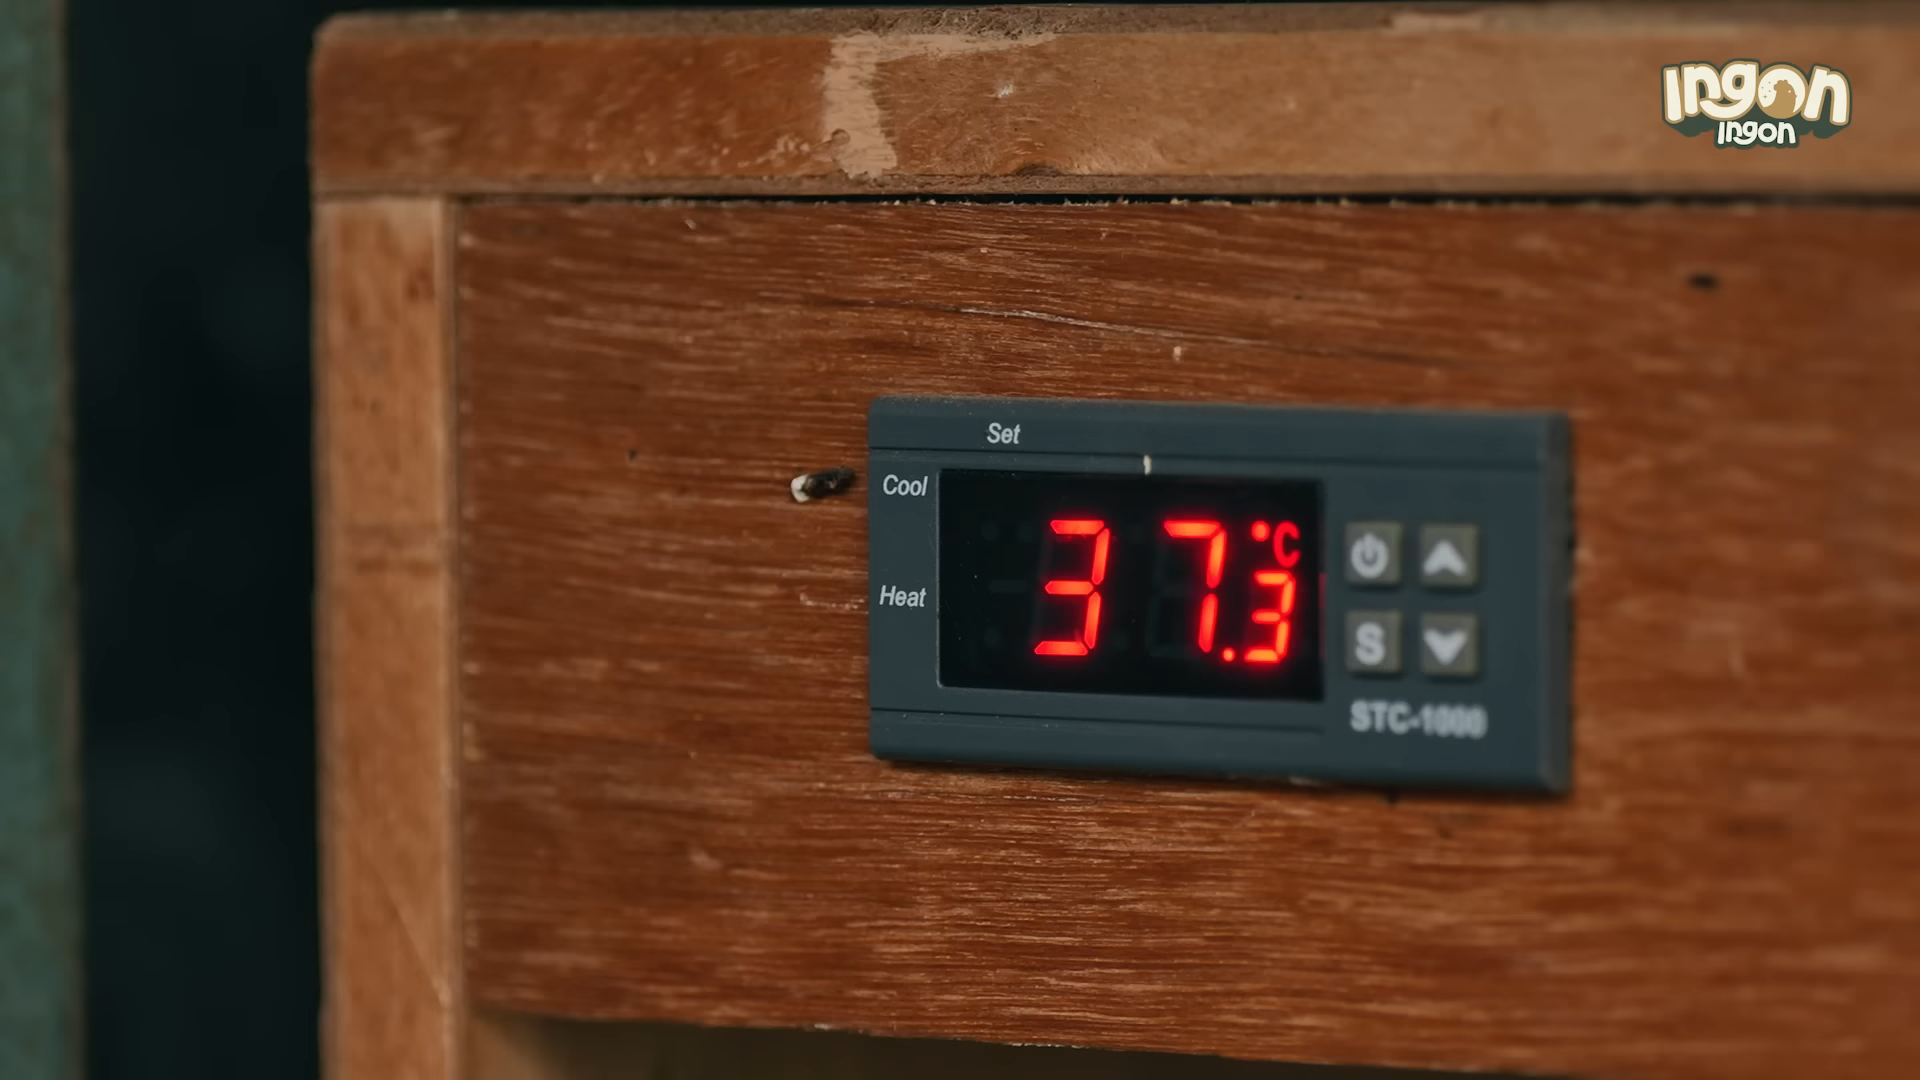 Ingon
Ingon
Set
Cool
Heat
37.3 °C
S
STC-1000